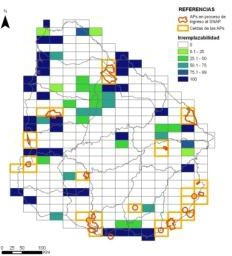 N
REFERENCIAS
APs en proceso de
ingreso al SNAP
Celdas de las APs
Irremplazabilidad
0
0.1 - 25
25.1 - 50
50.1 - 75
75.1 - 99
100
0 25 50 100
Km